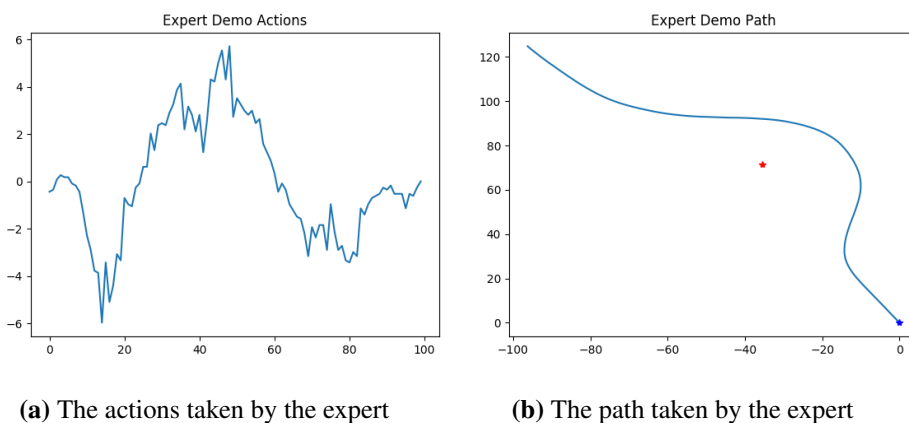 Expert Demo Actions
6
4
2
0
−2
−4
−6
0 20 40 60 80 100
Expert Demo Path
120
100
80
60
40
20
0
−100 −80 −60 −40 −20 0
(a) The actions taken by the expert
(b) The path taken by the expert